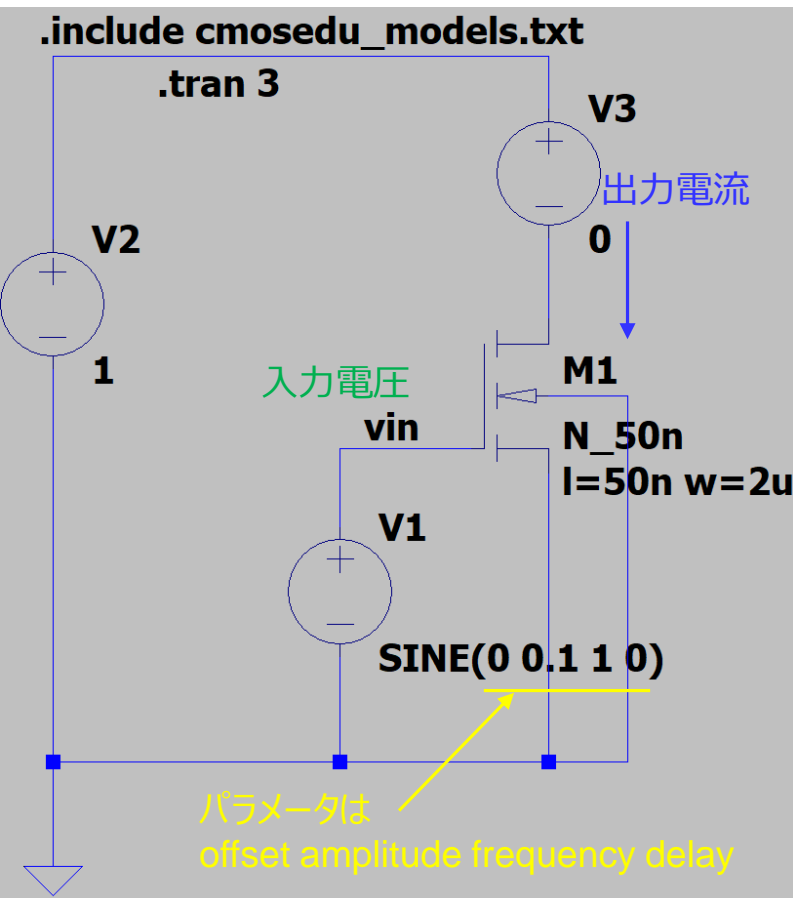 .include cmosedu_models.txt
.tran 3
V3
出力電流
V2
0
1
入力電圧
M1
vin
N_50n
l=50n w=2u
V1
SINE(0 0.1 1 0)
パラメータは
offset amplitude frequency delay